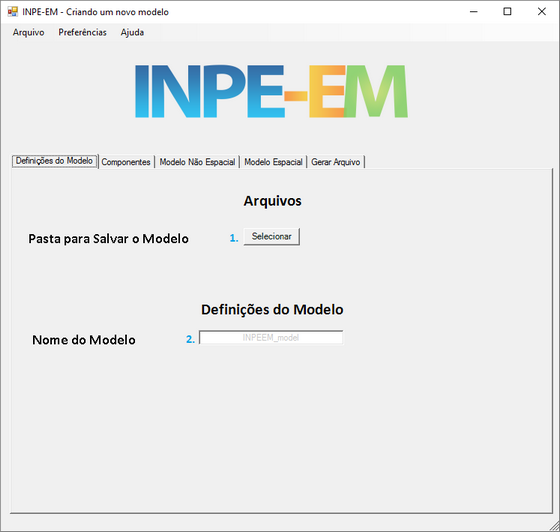 INPE-EM - Criando um novo modelo
Arquivo Preferências Ajuda
INPE-EM
Definições do Modelo Componentes Modelo Não Espacial Modelo Espacial Gerar Arquivo
Arquivos
Pasta para Salvar o Modelo 1. Selecionar
Definições do Modelo
Nome do Modelo 2. INPEEM_model